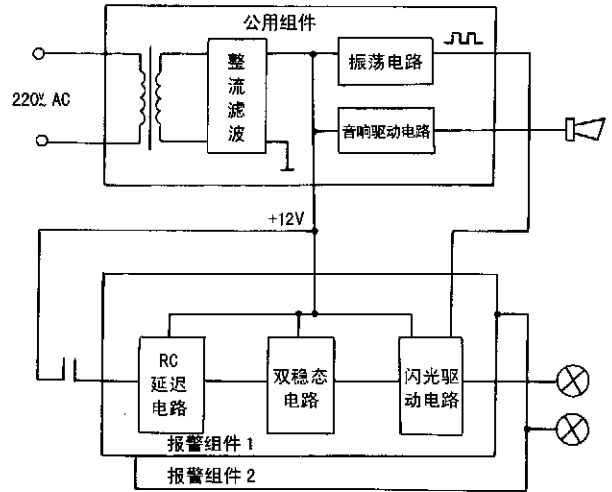 公用组件
整
流
滤
波
振荡电路
220V AC
音响驱动电路
+12V
RC
延迟
电路
双稳态
电路
闪光驱
动电路
报警组件1
报警组件2